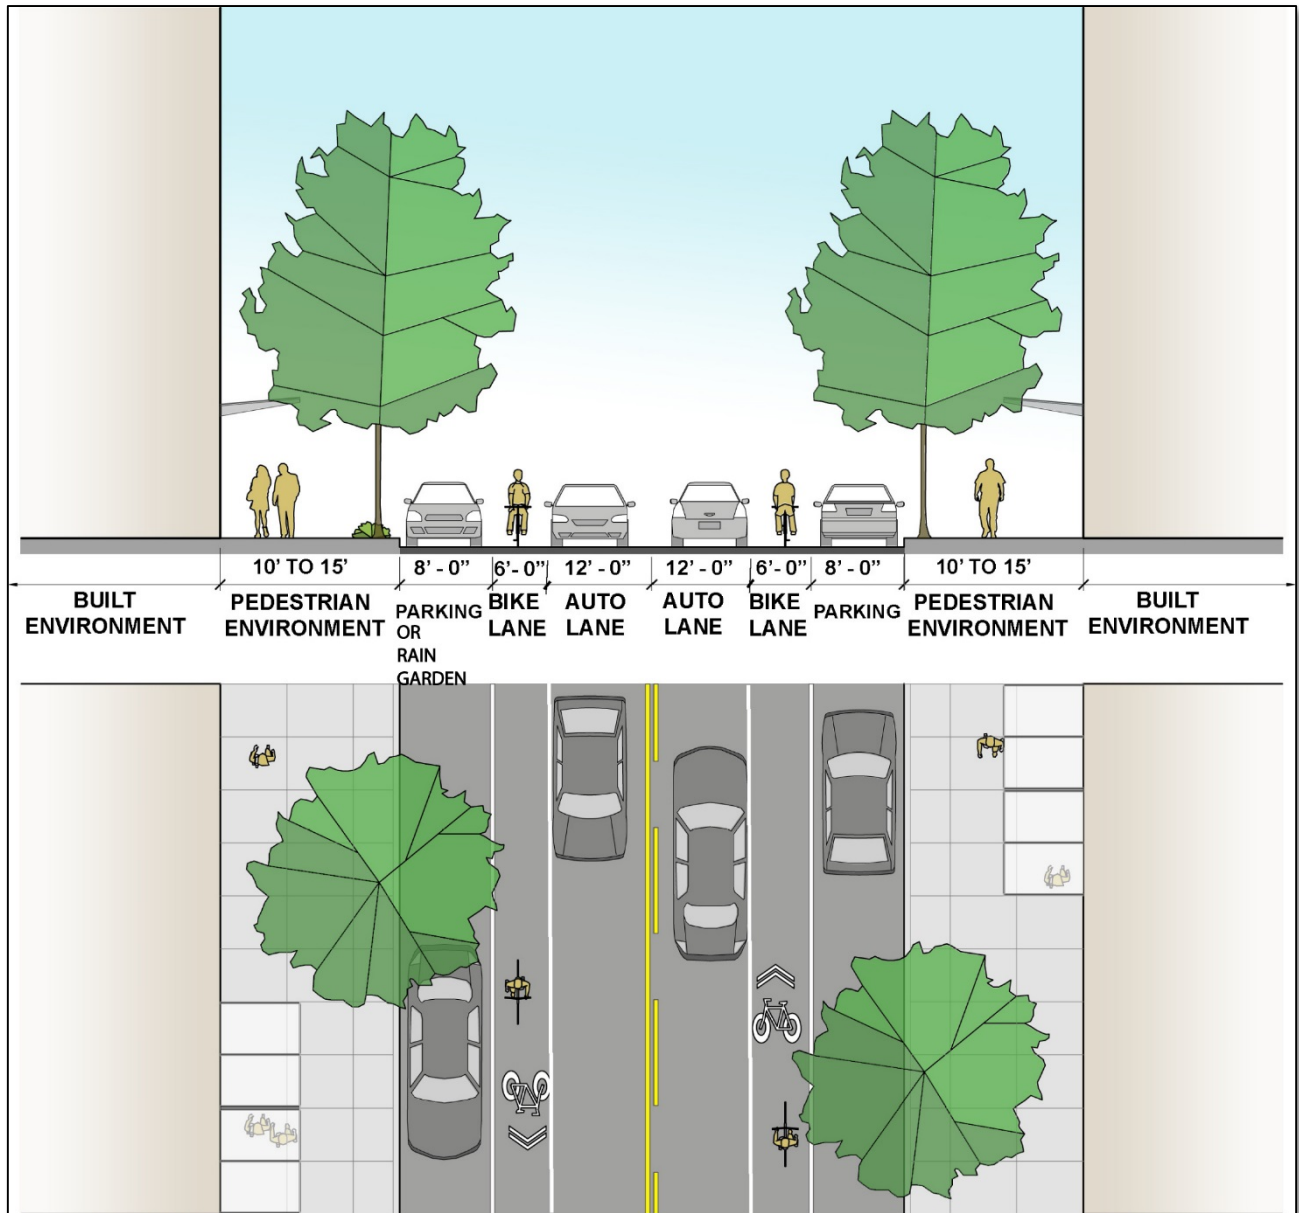 10' TO 15' 8' - 0" 6'- 0" 12' - 0" 12' - 0" 6'- 0" 8' - 0" 10' TO 15'
BUILT
ENVIRONMENT
PEDESTRIAN
ENVIRONMENT
PARKING
OR
RAIN
GARDEN
BIKE
LANE
AUTO
LANE
AUTO
LANE
BIKE
LANE
PARKING
PEDESTRIAN
ENVIRONMENT
BUILT
ENVIRONMENT